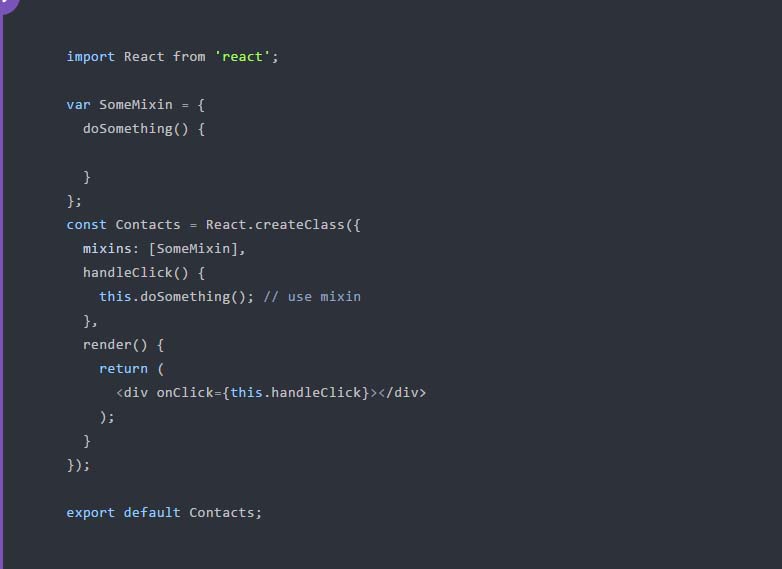 import React from 'react';
var SomeMixin = {
doSomething() {
}
};
const Contacts = React.createClass({
mixins: [SomeMixin],
handleClick() {
this.doSomething(); // use mixin
},
render() {
return (
<div onClick={this.handleClick}></div>
);
}
});
export default Contacts;